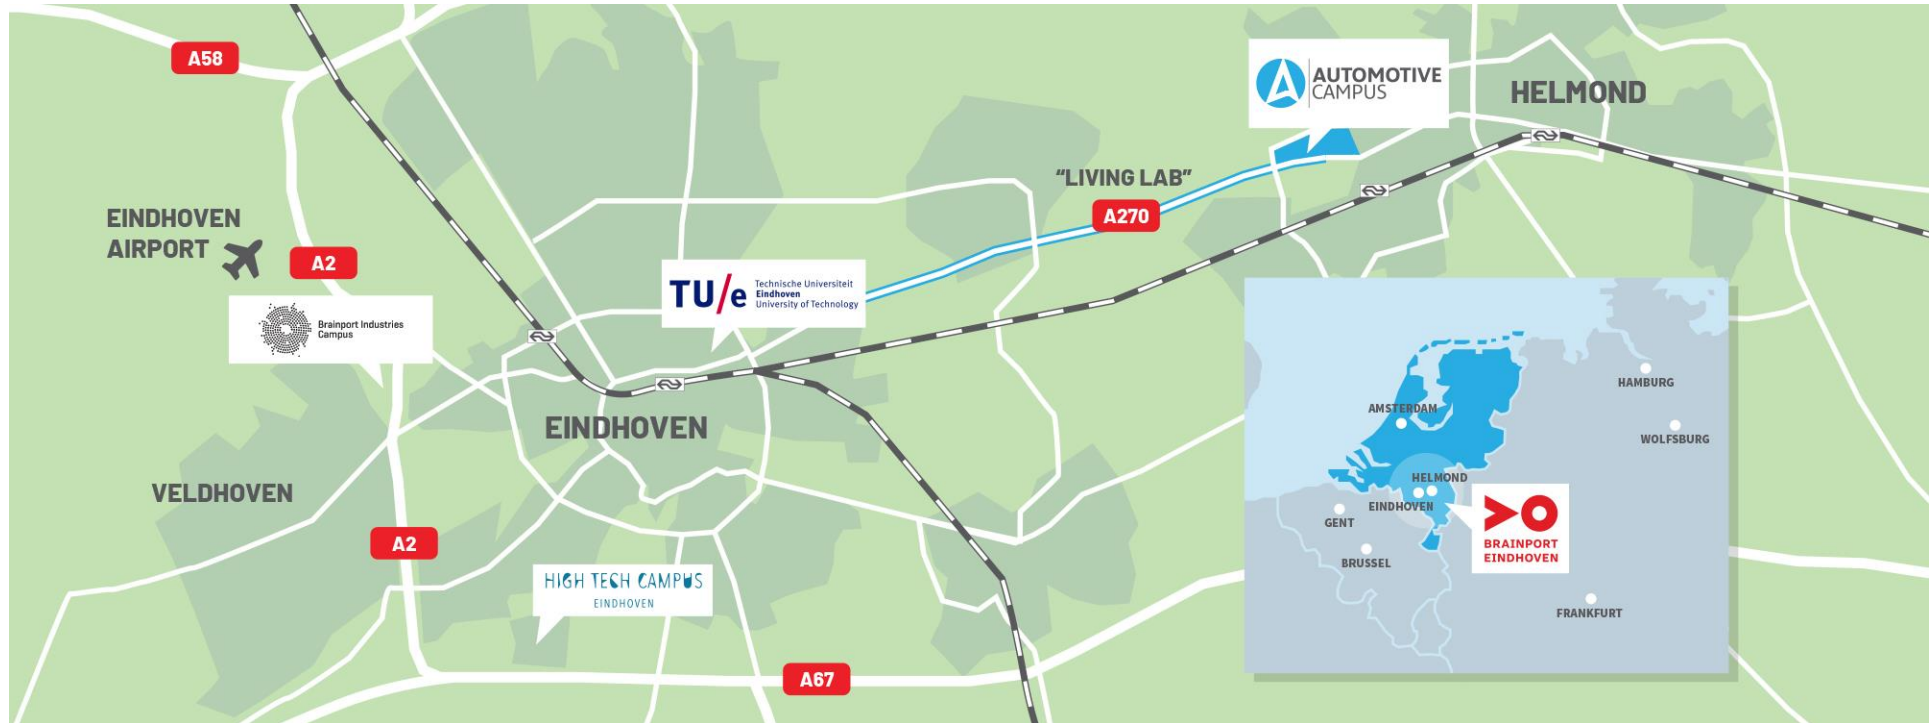 A58
AUTOMOTIVE
CAMPUS
HELMOND
"LIVING LAB"
A270
EINDHOVEN
AIRPORT
A2
TU/e
Technische Universiteit
Eindhoven
University of Technology
Brainport Industries
Campus
EINDHOVEN
VELDHOVEN
A2
HIGH TECH CAMPUS
EINDHOVEN
A67
HAMBURG
AMSTERDAM
WOLFSBURG
HELMOND
EINDHOVEN
GENT
BRUSSEL
BRAINPORT
EINDHOVEN
FRANKFURT